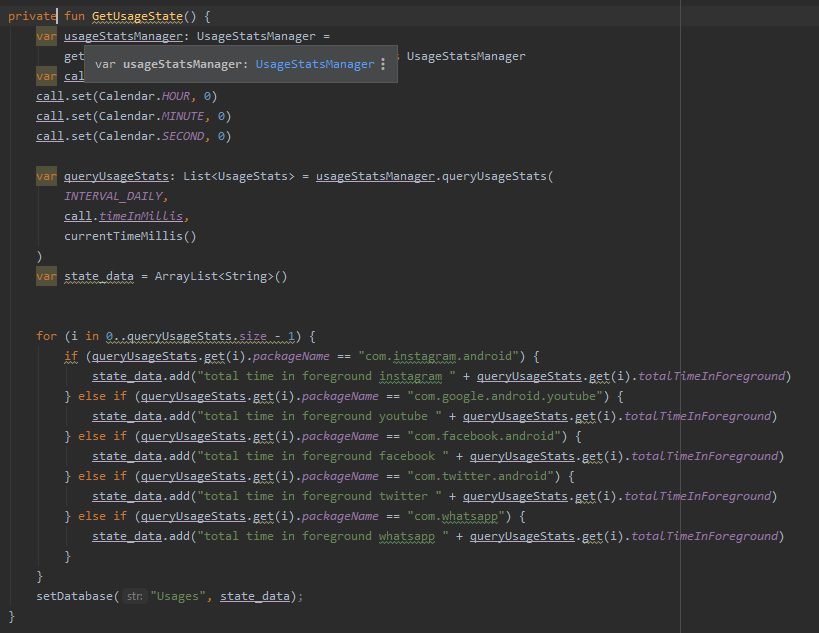 private fun GetUsageState() {
var usageStatsManager: UsageStatsManager =
get UsageStatsManager
var usageStatsManager: UsageStatsManager
var cal
call.set(Calendar.HOUR, 0)
call.set(Calendar.MINUTE, 0)
call.set(Calendar.SECOND, 0)
var queryUsageStats: List<UsageStats> = usageStatsManager.queryUsageStats(
INTERVAL_DAILY,
call.timeInMillis,
currentTimeMillis()
)
var state_data = ArrayList<String>()
for (i in 0..queryUsageStats.size - 1) {
if (queryUsageStats.get(i).packageName == "com.instagram.android") {
state_data.add("total time in foreground instagram " + queryUsageStats.get(i).totalTimeInForeground)
} else if (queryUsageStats.get(i).packageName == "com.google.android.youtube") {
state_data.add("total time in foreground youtube " + queryUsageStats.get(i).totalTimeInForeground)
} else if (queryUsageStats.get(i).packageName == "com.facebook.android") {
state_data.add("total time in foreground facebook " + queryUsageStats.get(i).totalTimeInForeground)
} else if (queryUsageStats.get(i).packageName == "com.twitter.android") {
state_data.add("total time in foreground twitter " + queryUsageStats.get(i).totalTimeInForeground)
} else if (queryUsageStats.get(i).packageName == "com.whatsapp") {
state_data.add("total time in foreground whatsapp " + queryUsageStats.get(i).totalTimeInForeground)
}
}
setDatabase( str: "Usages", state_data);
}